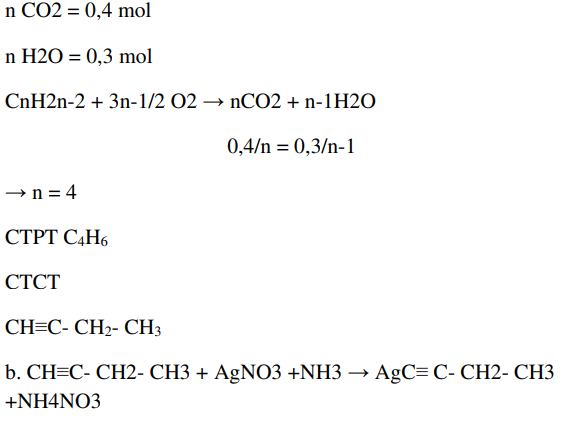 n CO2 = 0,4 mol
n H2O = 0,3 mol
CnH2n-2 + 3n-1/2 O2 → nCO2 + n-1H2O
0,4/n = 0,3/n-1
→ n = 4
CTPT C₄H₆
CTCT
CH≡C- CH₂- CH₃
b. CH≡C- CH2- CH3 + AgNO3 +NH3 → AgC≡ C- CH2- CH3
+NH4NO3